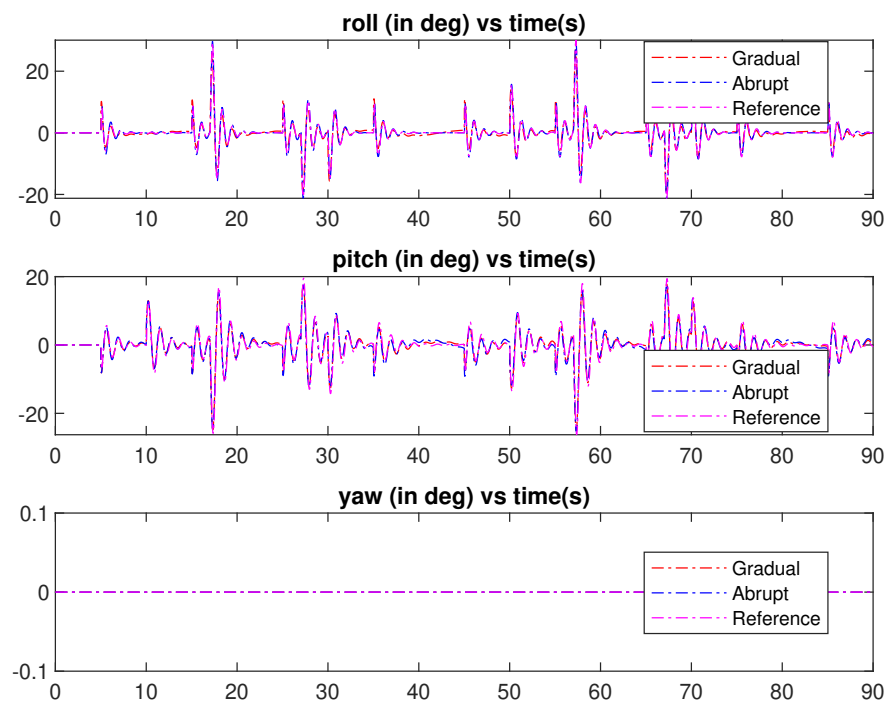 roll (in deg) vs time(s)
20
0
-20
Gradual
Abrupt
Reference
0 10 20 30 40 50 60 70 80 90
pitch (in deg) vs time(s)
20
0
-20
Gradual
Abrupt
Reference
0 10 20 30 40 50 60 70 80 90
yaw (in deg) vs time(s)
0.1
0
-0.1
Gradual
Abrupt
Reference
0 10 20 30 40 50 60 70 80 90